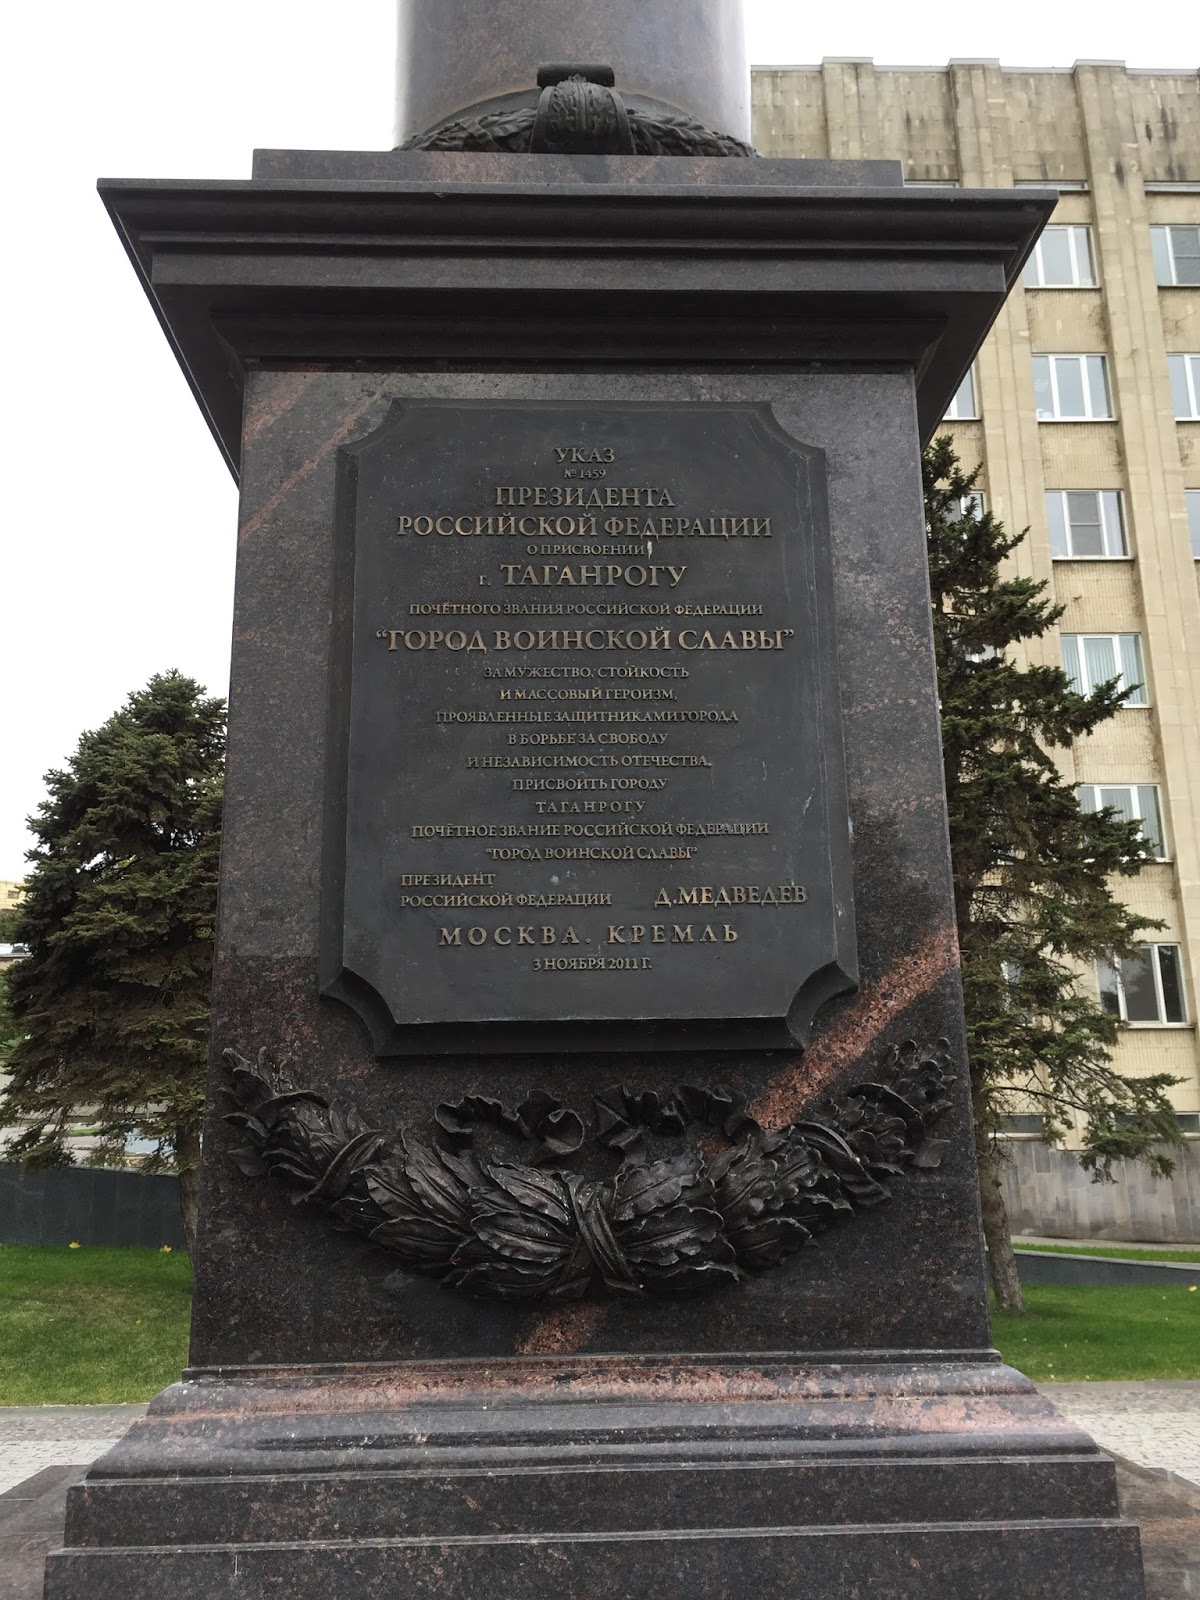 УКАЗ
№ 1459
ПРЕЗИДЕНТА
РОССИЙСКОЙ ФЕДЕРАЦИИ
О ПРИСВОЕНИИ
г. ТАГАНРОГУ
ПОЧЁТНОГО ЗВАНИЯ РОССИЙСКОЙ ФЕДЕРАЦИИ
“ГОРОД ВОИНСКОЙ СЛАВЫ”
ЗА МУЖЕСТВО, СТОЙКОСТЬ
И МАССОВЫЙ ГЕРОИЗМ,
ПРОЯВЛЕННЫЕ ЗАЩИТНИКАМИ ГОРОДА
В БОРЬБЕ ЗА СВОБОДУ
И НЕЗАВИСИМОСТЬ ОТЕЧЕСТВА,
ПРИСВОИТЬ ГОРОДУ
ТАГАНРОГУ
ПОЧЁТНОЕ ЗВАНИЕ РОССИЙСКОЙ ФЕДЕРАЦИИ
“ГОРОД ВОИНСКОЙ СЛАВЫ”
ПРЕЗИДЕНТ
РОССИЙСКОЙ ФЕДЕРАЦИИ Д.МЕДВЕДЕВ
МОСКВА. КРЕМЛЬ
3 НОЯБРЯ 2011 Г.